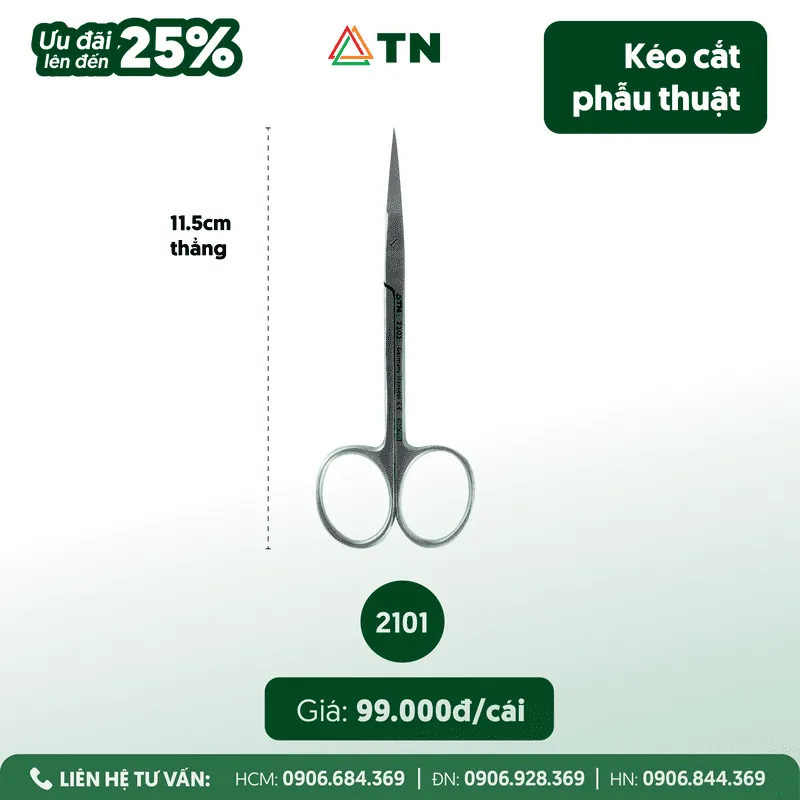 Ưu đãi
lên đến 25%
TN
Kéo cắt
phẫu thuật
11.5cm
thẳng
2101
Giá: 99.000đ/cái
LIÊN HỆ TƯ VẤN: HCM: 0906.684.369 | ĐN: 0906.928.369 | HN: 0906.844.369